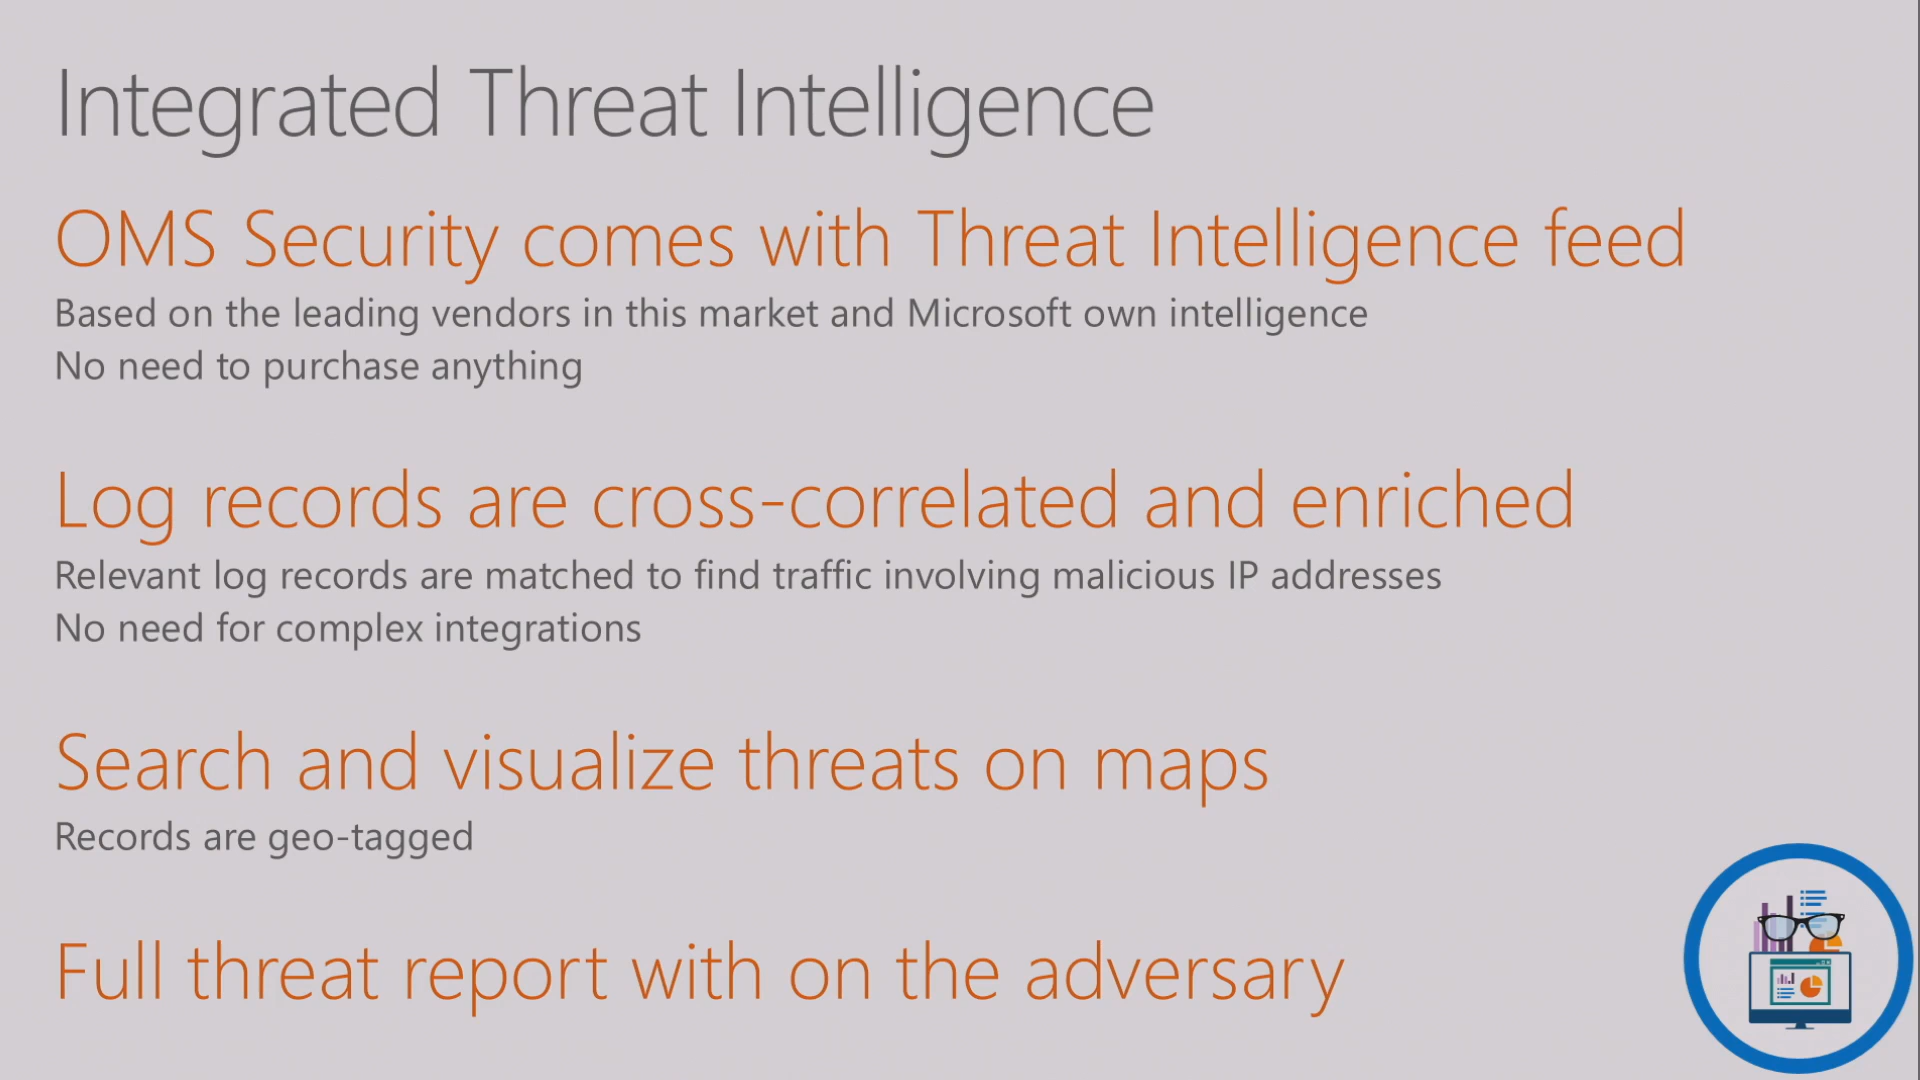 Integrated Threat Intelligence
OMS Security comes with Threat Intelligence feed
Based on the leading vendors in this market and Microsoft own intelligence
No need to purchase anything
Log records are cross-correlated and enriched
Relevant log records are matched to find traffic involving malicious IP addresses
No need for complex integrations
Search and visualize threats on maps
Records are geo-tagged
Full threat report with on the adversary